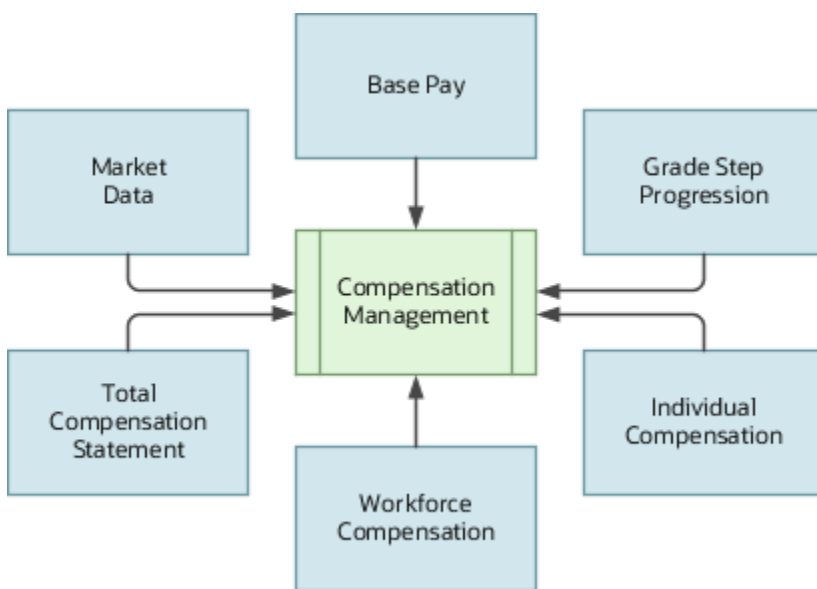 Base Pay
Market
Data
Grade Step
Progression
Compensation
Management
Total
Compensation
Statement
Individual
Compensation
Workforce
Compensation